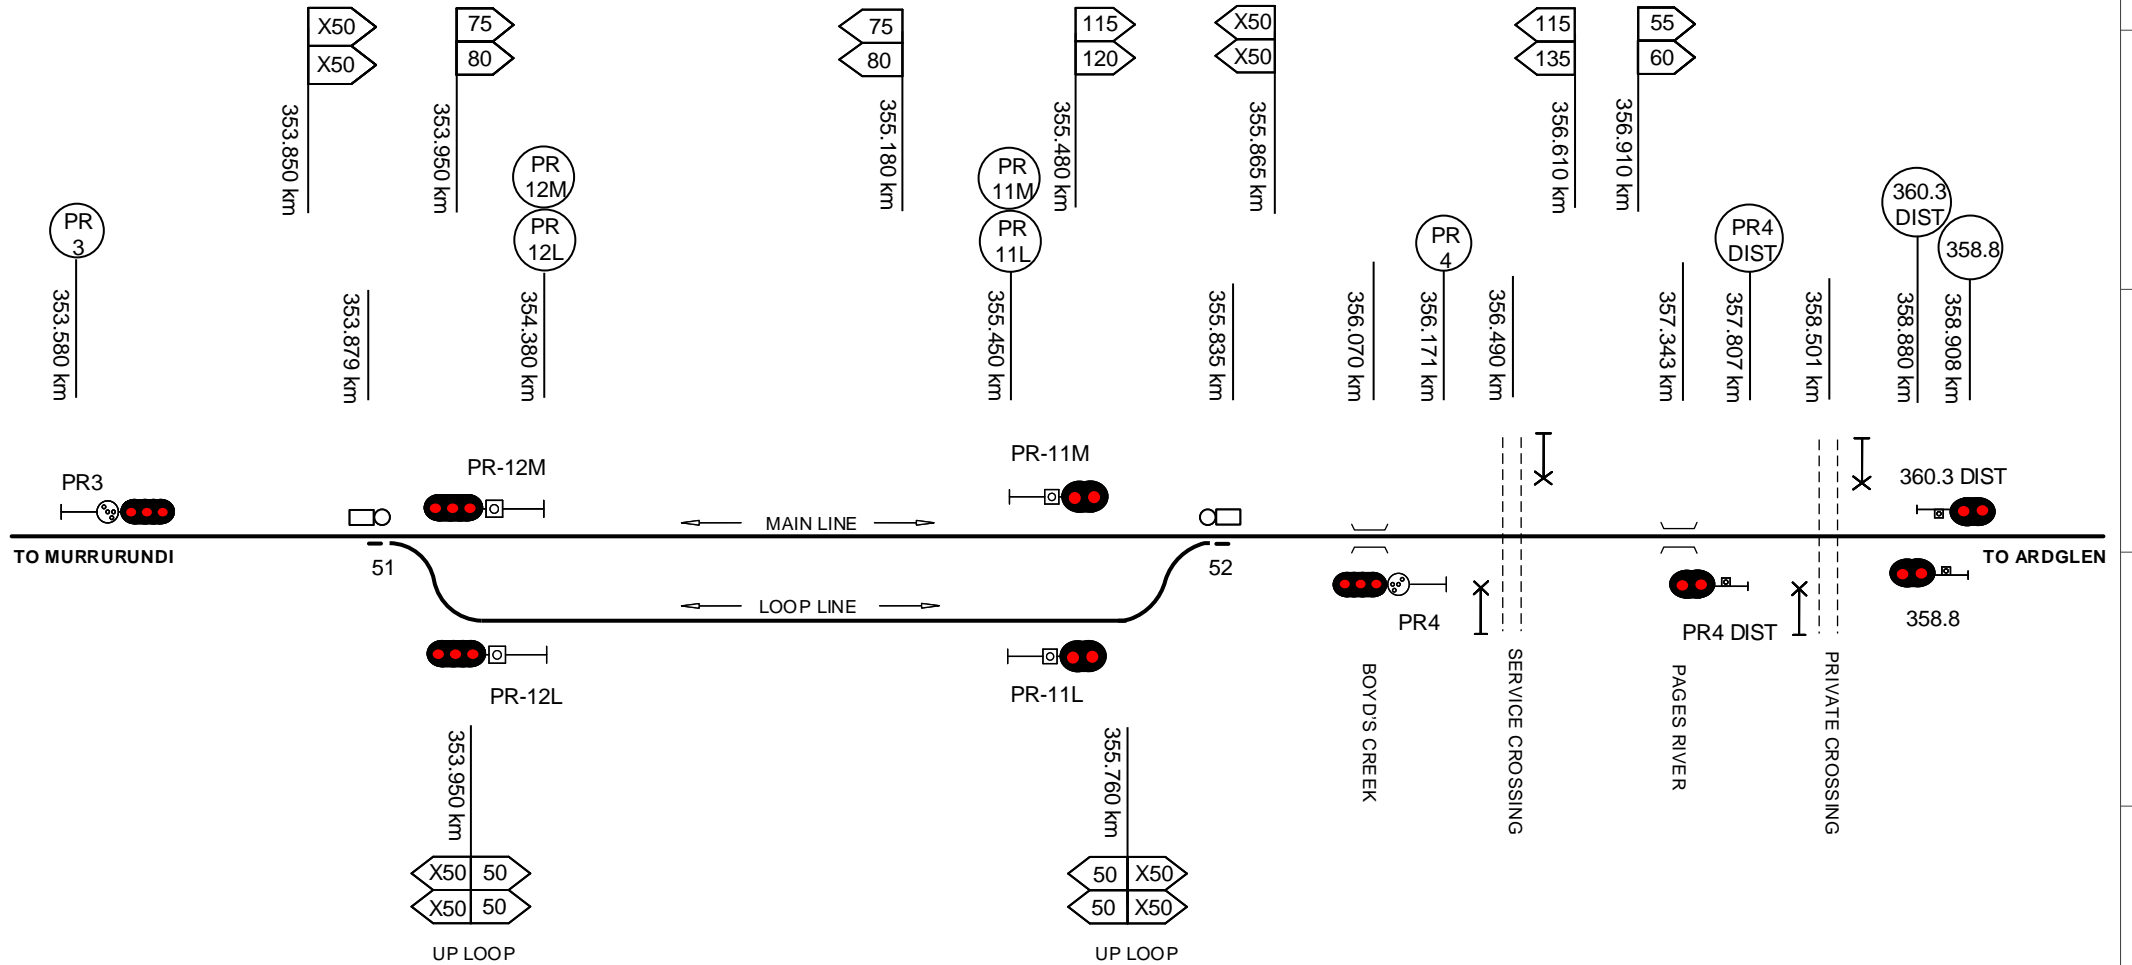 X50
X50
75
80
75
80
115
120
X50
X50
115
135
55
60
353.850 km
353.950 km
355.180 km
355.480 km
355.865 km
356.610 km
356.910 km
PR
3
PR
12M
PR
12L
PR
11M
PR
11L
PR
4
PR4
DIST
360.3
DIST
358.8
353.580 km
353.879 km
354.380 km
355.450 km
355.835 km
356.070 km
356.171 km
356.490 km
357.343 km
357.807 km
358.501 km
358.880 km
358.908 km
PR3
PR-12M
PR-11M
360.3 DIST
MAIN LINE
TO MURRURUNDI
TO ARDGLEN
51
52
LOOP LINE
PR4
PR4 DIST
358.8
PR-12L
PR-11L
BOYD'S CREEK
SERVICE CROSSING
PAGES RIVER
PRIVATE CROSSING
353.950 km
355.760 km
X50 50
X50 50
50 X50
50 X50
UP LOOP
UP LOOP